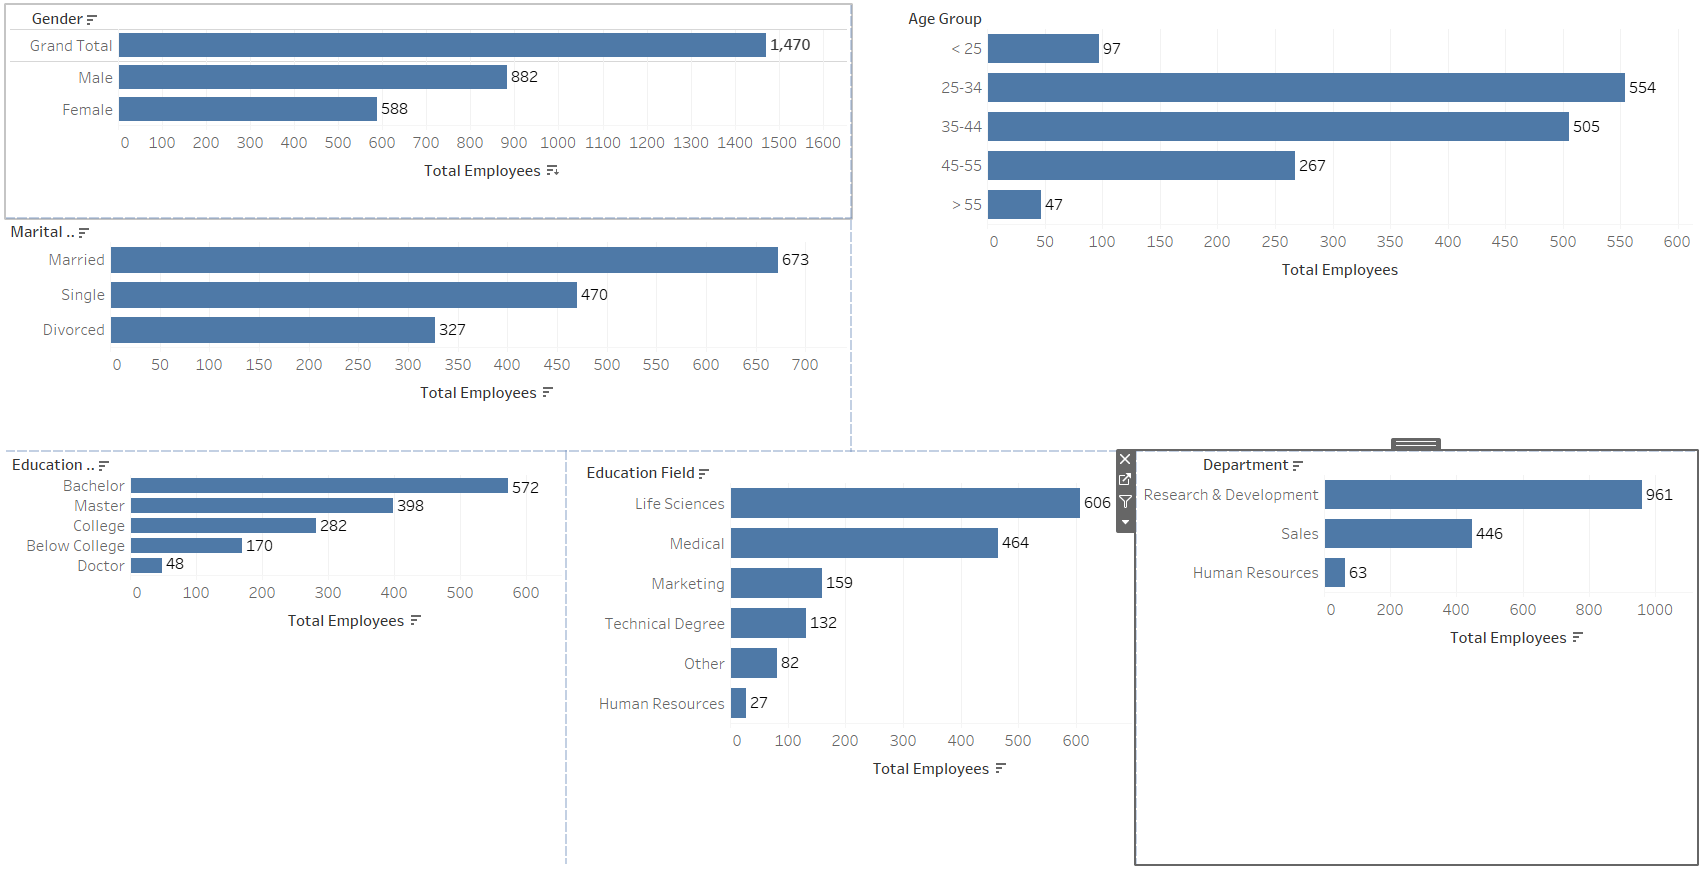 Gender
Grand Total 1,470
Male 882
Female 588
0 100 200 300 400 500 600 700 800 900 1000 1100 1200 1300 1400 1500 1600
Total Employees
Age Group
< 25 97
25-34 554
35-44 505
45-55 267
> 55 47
0 50 100 150 200 250 300 350 400 450 500 550 600
Total Employees
Marital ..
Married 673
Single 470
Divorced 327
0 50 100 150 200 250 300 350 400 450 500 550 600 650 700
Total Employees
Education ..
Bachelor 572
Master 398
College 282
Below College 170
Doctor 48
0 100 200 300 400 500 600
Total Employees
Education Field
Life Sciences 606
Medical 464
Marketing 159
Technical Degree 132
Other 82
Human Resources 27
0 100 200 300 400 500 600
Total Employees
Department
Research & Development 961
Sales 446
Human Resources 63
0 200 400 600 800 1000
Total Employees